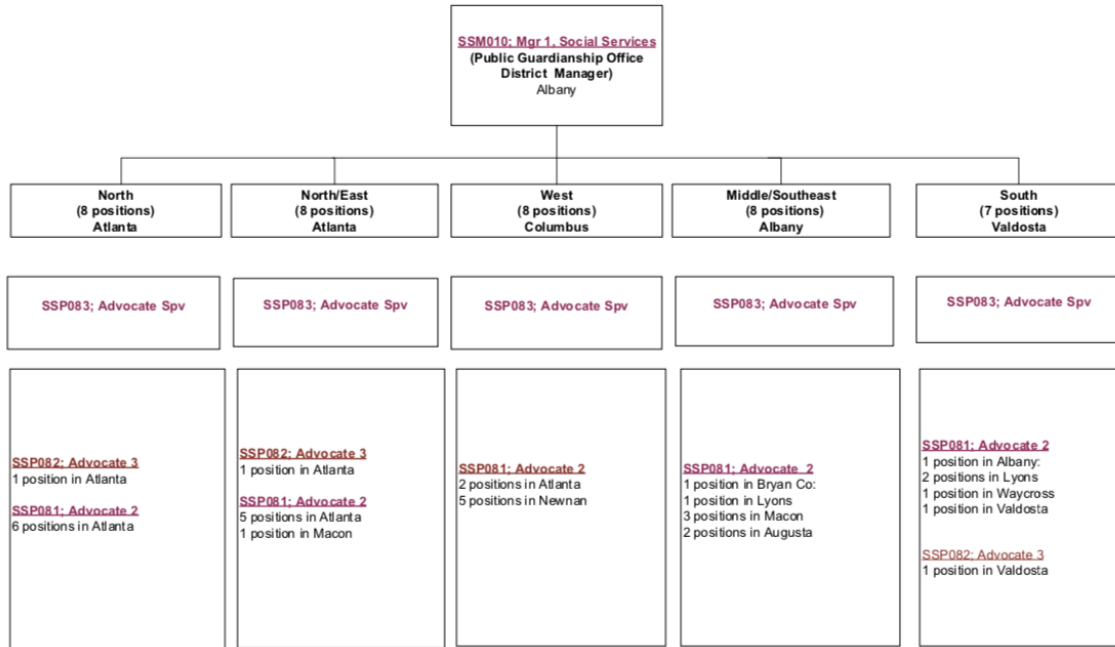 SSM010; Mgr 1, Social Services
(Public Guardianship Office
District Manager)
Albany
North
(8 positions)
Atlanta
North/East
(8 positions)
Atlanta
West
(8 positions)
Columbus
Middle/Southeast
(8 positions)
Albany
South
(7 positions)
Valdosta
SSP083; Advocate Spv
SSP083; Advocate Spv
SSP083; Advocate Spv
SSP083; Advocate Spv
SSP083; Advocate Spv
SSP082; Advocate 3
1 position in Atlanta
SSP081; Advocate 2
6 positions in Atlanta
SSP082; Advocate 3
1 position in Atlanta
SSP081; Advocate 2
5 positions in Atlanta
1 position in Macon
SSP081; Advocate 2
2 positions in Atlanta
5 positions in Newnan
SSP081; Advocate 2
1 position in Bryan Co:
1 position in Lyons
3 positions in Macon
2 positions in Augusta
SSP081; Advocate 2
1 position in Albany:
2 positions in Lyons
1 position in Waycross
1 position in Valdosta
SSP082; Advocate 3
1 position in Valdosta